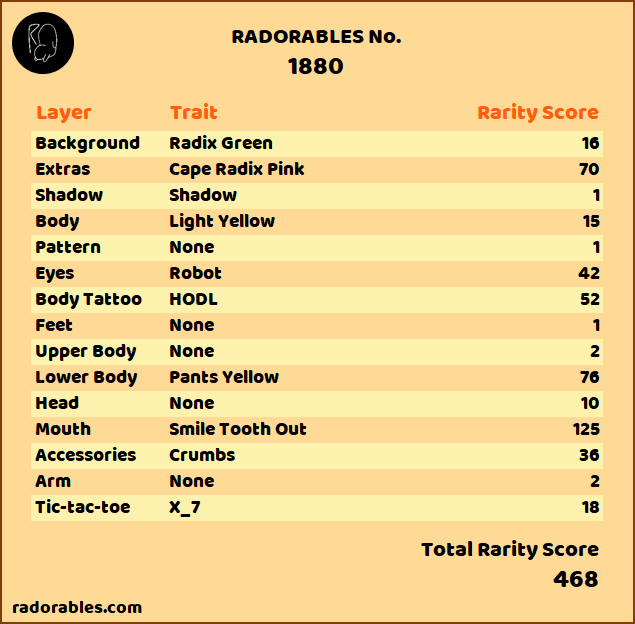 RADORABLES No.
1880
Layer Trait Rarity Score
Background Radix Green 16
Extras Cape Radix Pink 70
Shadow Shadow 1
Body Light Yellow 15
Pattern None 1
Eyes Robot 42
Body Tattoo HODL 52
Feet None 1
Upper Body None 2
Lower Body Pants Yellow 76
Head None 10
Mouth Smile Tooth Out 125
Accessories Crumbs 36
Arm None 2
Tic-tac-toe X_7 18
Total Rarity Score
468
radorables.com